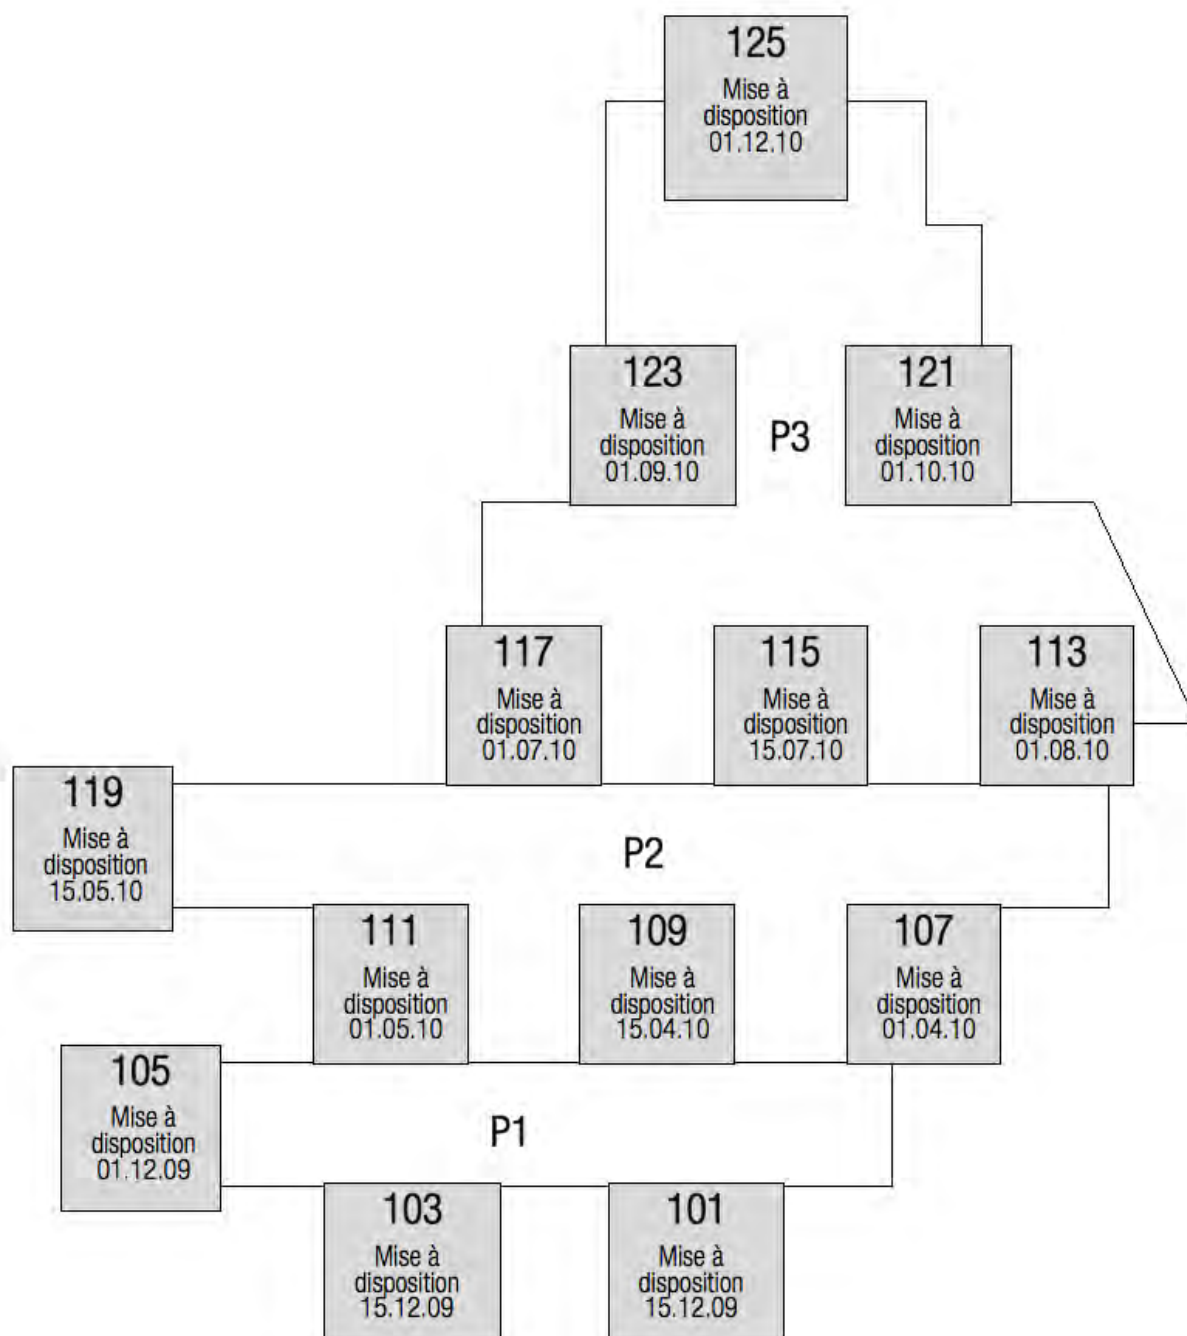 125
Mise à
disposition
01.12.10
123
Mise à
disposition
01.09.10
P3
121
Mise à
disposition
01.10.10
117
Mise à
disposition
01.07.10
115
Mise à
disposition
15.07.10
113
Mise à
disposition
01.08.10
119
Mise à
disposition
15.05.10
P2
111
Mise à
disposition
01.05.10
109
Mise à
disposition
15.04.10
107
Mise à
disposition
01.04.10
105
Mise à
disposition
01.12.09
P1
103
Mise à
disposition
15.12.09
101
Mise à
disposition
15.12.09